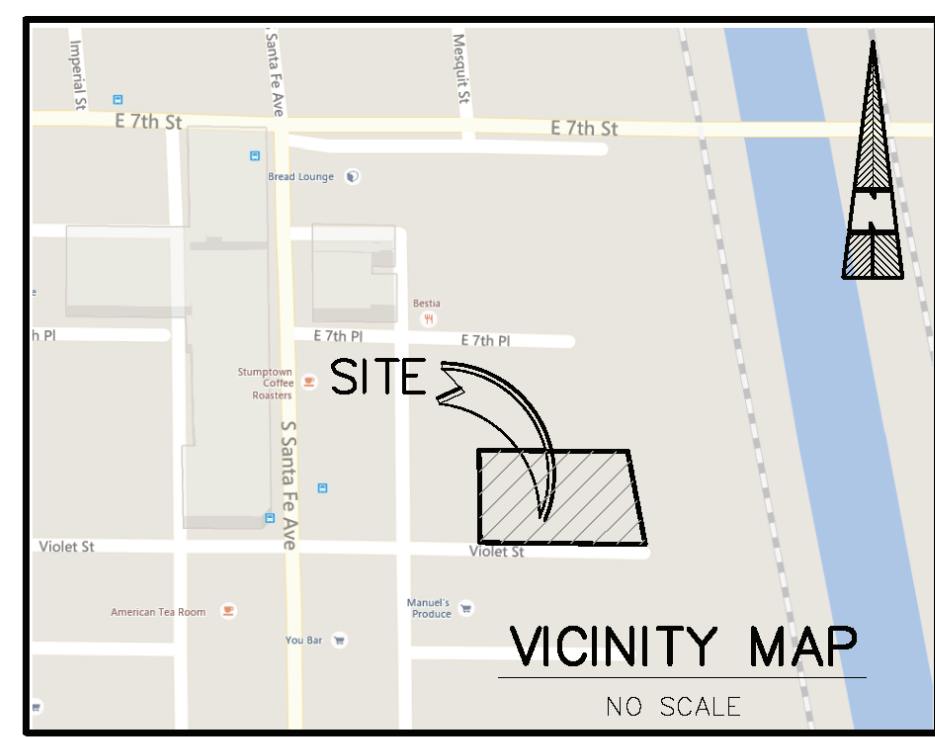 Imperial St
S Santa Fe Ave
Mesquit St
E 7th St
E 7th St
Bread Lounge
Bestia
h Pl
E 7th Pl
E 7th Pl
Stumptown
Coffee
Roasters
SITE
S Santa Fe Ave
Violet St
Violet St
American Tea Room
Manuel's
Produce
You Bar
VICINITY MAP
NO SCALE